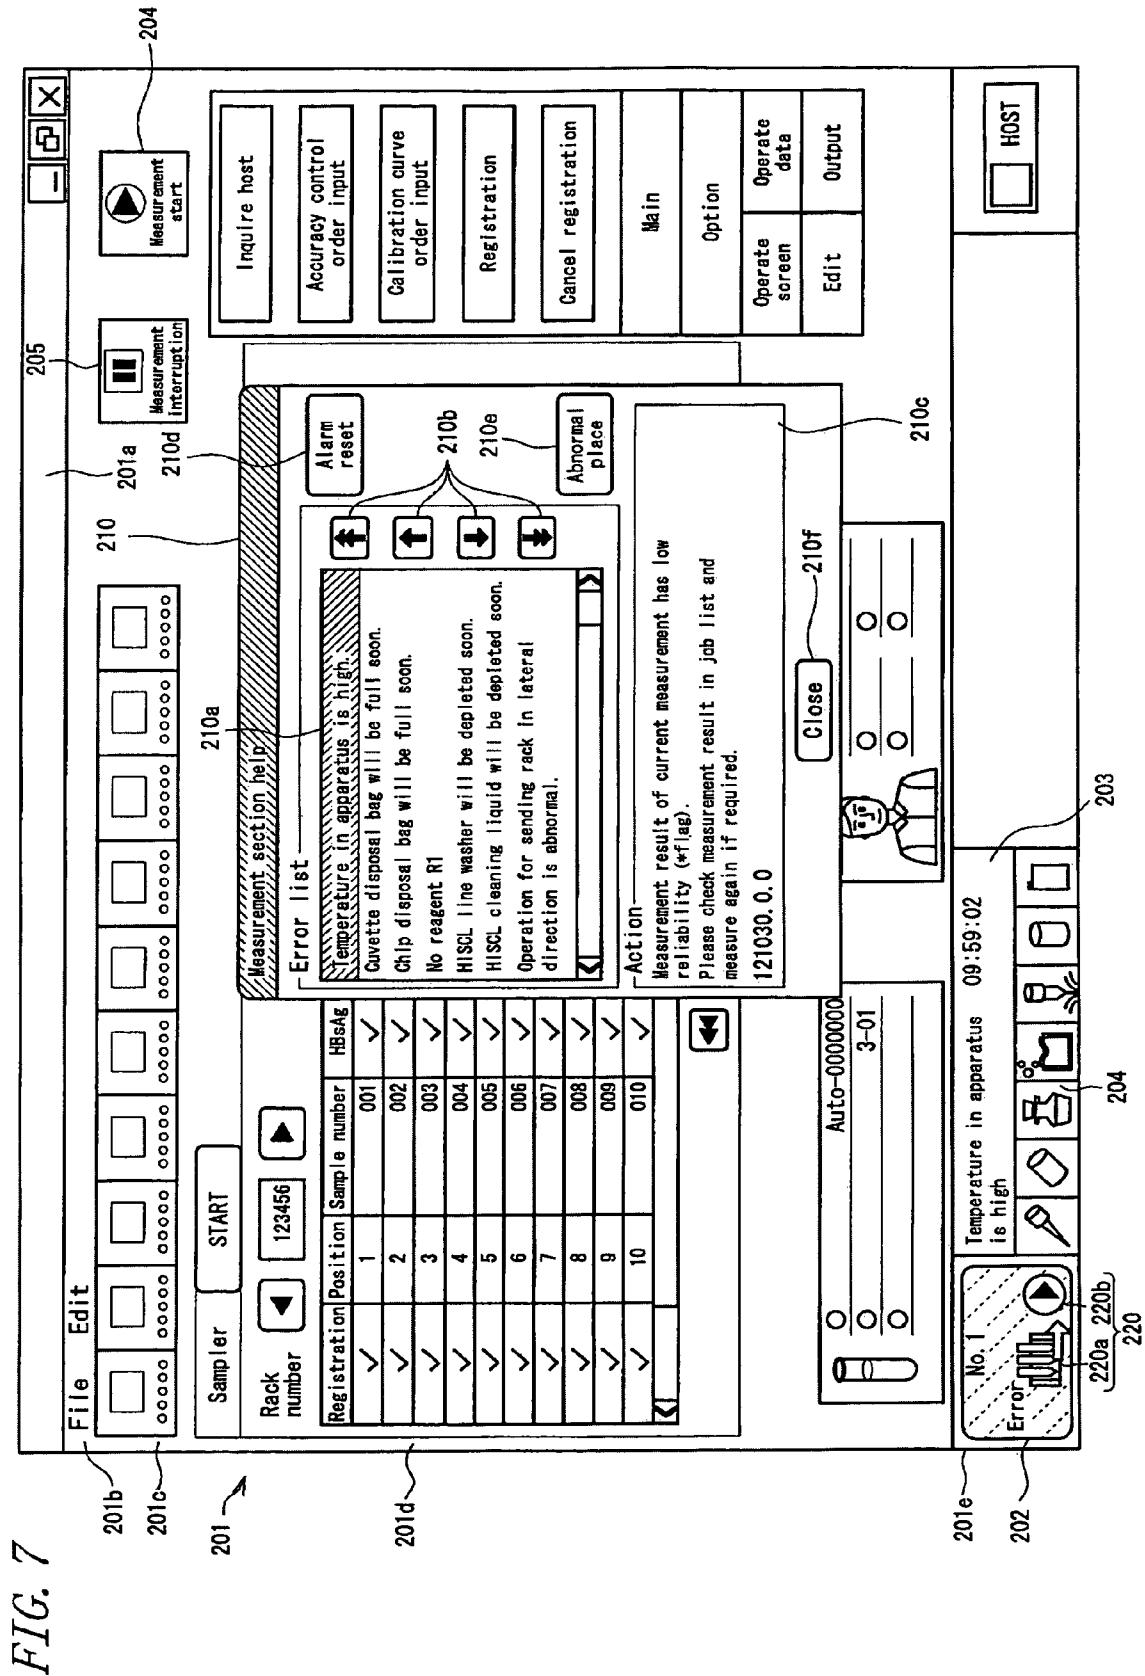 FIG. 7
201
201a
201b
201c
201d
201e
202
203
204
204
205
210
210a
210b
210c
210d
210e
210f
220
220a
220b
File Edit
Measurement interruption
Measurement start
Sampler START
Rack number
123456
Registration Position Sample number HBsAg
1 001
2 002
3 003
4 004
5 005
6 006
7 007
8 008
9 009
10 010
Measurement section help
Error list
Temperature in apparatus is high.
Cuvette disposal bag will be full soon.
Chip disposal bag will be full soon.
No reagent R1
HISCL line washer will be depleted soon.
HISCL cleaning liquid will be depleted soon.
Operation for sending rack in lateral
direction is abnormal.
Alarm reset
Abnormal place
Action
Measurement result of current measurement has low
reliability (*flag).
Please check measurement result in job list and
measure again if required.
121030.0.0
Close
Inquire host
Accuracy control
order input
Calibration curve
order input
Registration
Cancel registration
Main
Option
Operate screen
Operate data
Edit
Output
Auto-0000000
3-01
No.1
Error
Temperature in apparatus 09:59:02
is high
HOST